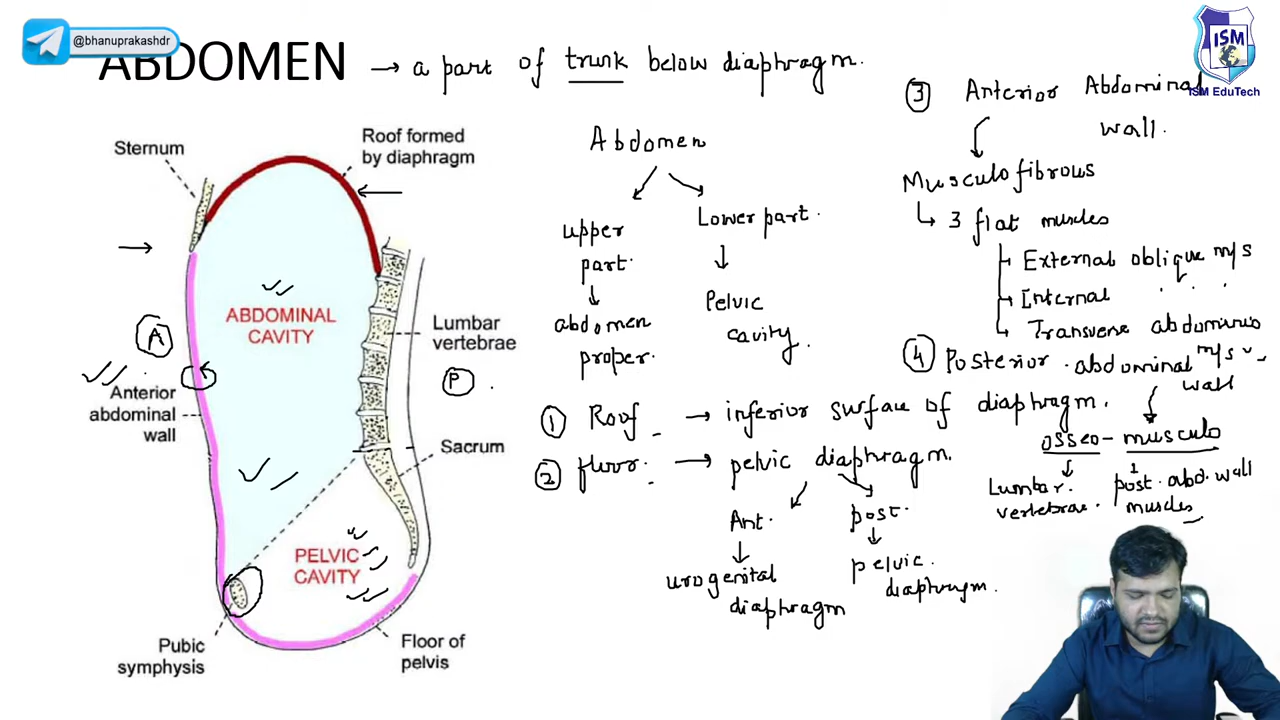 @bhanuprakashdr
ABDOMEN → a part of trunk below diaphragm.
ISM
ISM EduTech
Sternum
Roof formed
by diaphragm
ABDOMINAL
CAVITY
A
Lumbar
vertebrae
P
Anterior
abdominal
wall
Sacrum
PELVIC
CAVITY
Pubic
symphysis
Floor of
pelvis
Abdomen
upper
part.
abdomen
proper.
Lower part.
Pelvic
cavity.
① Roof → inferior surface of diaphragm.
② floor. → pelvic diaphragm.
Ant.
urogenital
diaphragm
post.
pelvic
diaphragm.
③ Anterior Abdominal
wall.
Musculofibrous
3 flat muscles
External oblique m/s
Internal " " "
Transverse abdominis
m/s
④ Posterior abdominal
wall
osseo-musculo
Lumbar.
vertebrae.
post. abd. wall
muscles